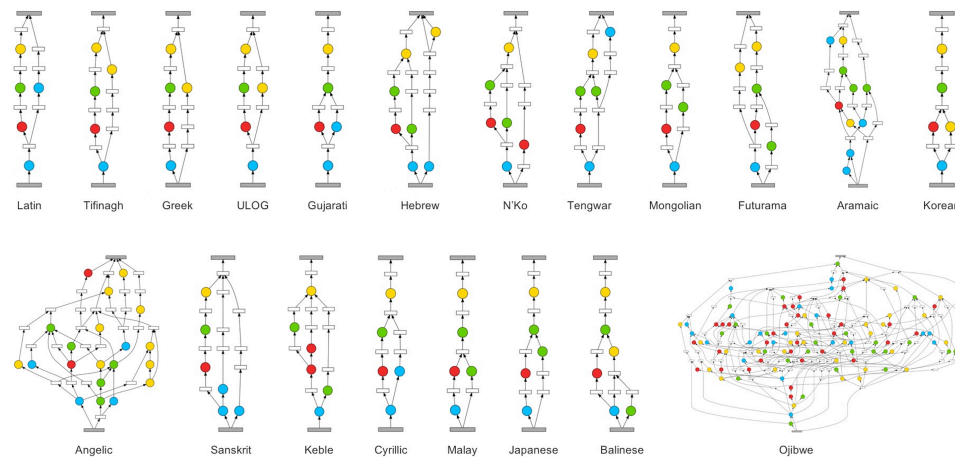 Latin Tifinagh Greek ULOG Gujarati Hebrew N'Ko Tengwar Mongolian Futurama Aramaic Korean
Angelic Sanskrit Keble Cyrillic Malay Japanese Balinese Ojibwe